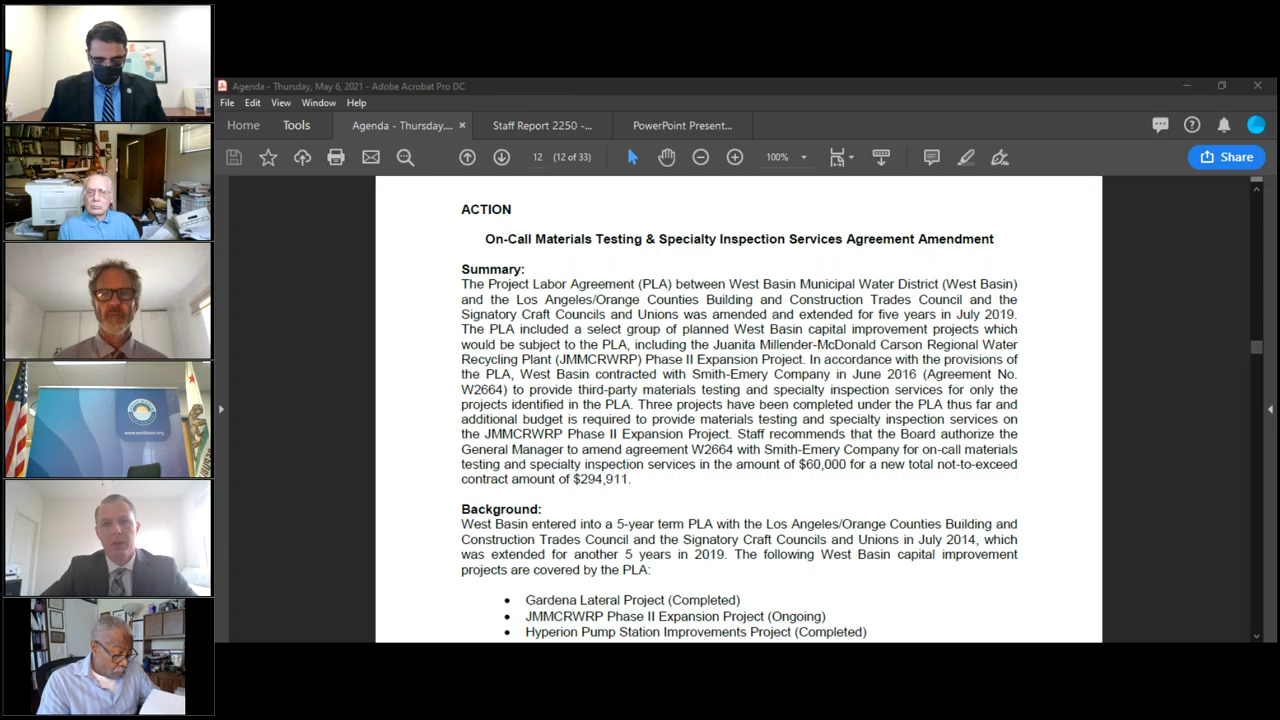 Agenda - Thursday, May 6, 2021 - Adobe Acrobat Pro DC
File Edit View Window Help
Home Tools Agenda - Thursday,... × Staff Report 2250 -... PowerPoint Present...
12 (12 of 33) 100% Share
ACTION
On-Call Materials Testing & Specialty Inspection Services Agreement Amendment
Summary:
The Project Labor Agreement (PLA) between West Basin Municipal Water District (West Basin)
and the Los Angeles/Orange Counties Building and Construction Trades Council and the
Signatory Craft Councils and Unions was amended and extended for five years in July 2019.
The PLA included a select group of planned West Basin capital improvement projects which
would be subject to the PLA, including the Juanita Millender-McDonald Carson Regional Water
Recycling Plant (JMMCRWRP) Phase II Expansion Project. In accordance with the provisions of
the PLA, West Basin contracted with Smith-Emery Company in June 2016 (Agreement No.
W2664) to provide third-party materials testing and specialty inspection services for only the
projects identified in the PLA. Three projects have been completed under the PLA thus far and
additional budget is required to provide materials testing and specialty inspection services on
the JMMCRWRP Phase II Expansion Project. Staff recommends that the Board authorize the
General Manager to amend agreement W2664 with Smith-Emery Company for on-call materials
testing and specialty inspection services in the amount of $60,000 for a new total not-to-exceed
contract amount of $294,911.
Background:
West Basin entered into a 5-year term PLA with the Los Angeles/Orange Counties Building and
Construction Trades Council and the Signatory Craft Councils and Unions in July 2014, which
was extended for another 5 years in 2019. The following West Basin capital improvement
projects are covered by the PLA:
• Gardena Lateral Project (Completed)
• JMMCRWRP Phase II Expansion Project (Ongoing)
• Hyperion Pump Station Improvements Project (Completed)
www.westbasin.org